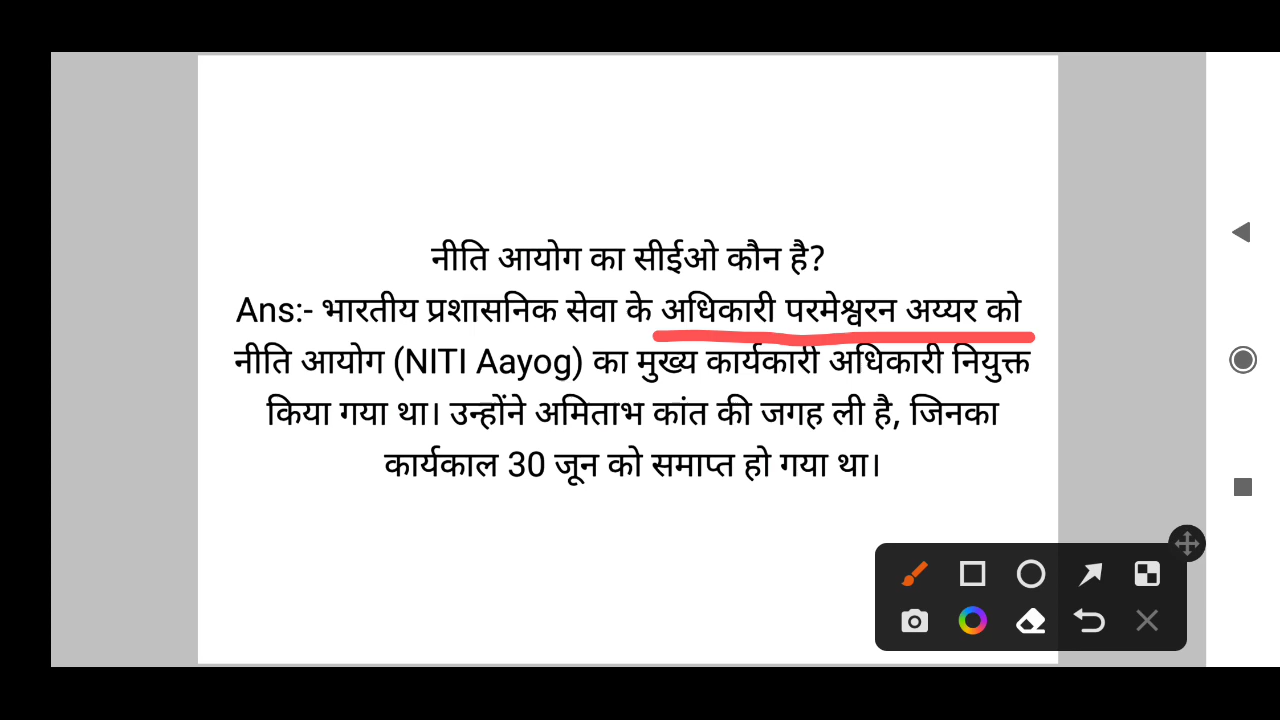 नीति आयोग का सीईओ कौन है?
Ans:- भारतीय प्रशासनिक सेवा के अधिकारी परमेश्वरन अय्यर को
नीति आयोग (NITI Aayog) का मुख्य कार्यकारी अधिकारी नियुक्त
किया गया था। उन्होंने अमिताभ कांत की जगह ली है, जिनका
कार्यकाल 30 जून को समाप्त हो गया था।